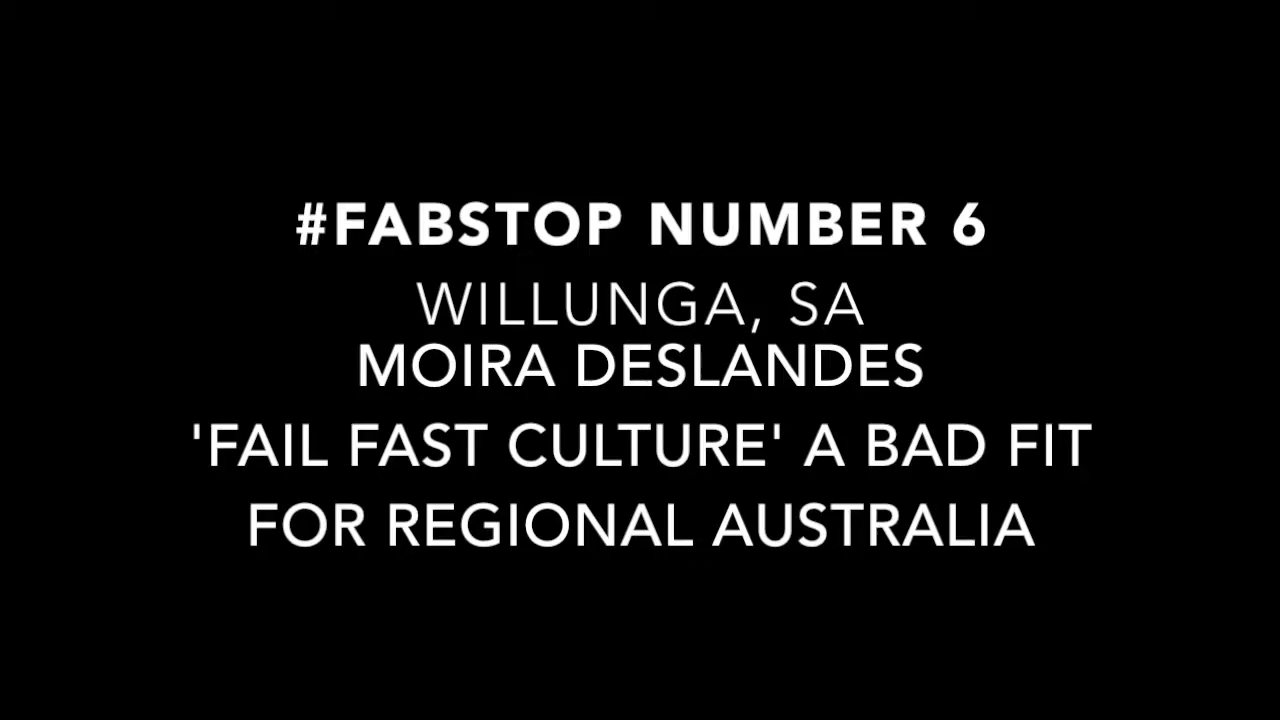 #FABSTOP NUMBER 6
WILLUNGA, SA
MOIRA DESLANDES
'FAIL FAST CULTURE' A BAD FIT
FOR REGIONAL AUSTRALIA